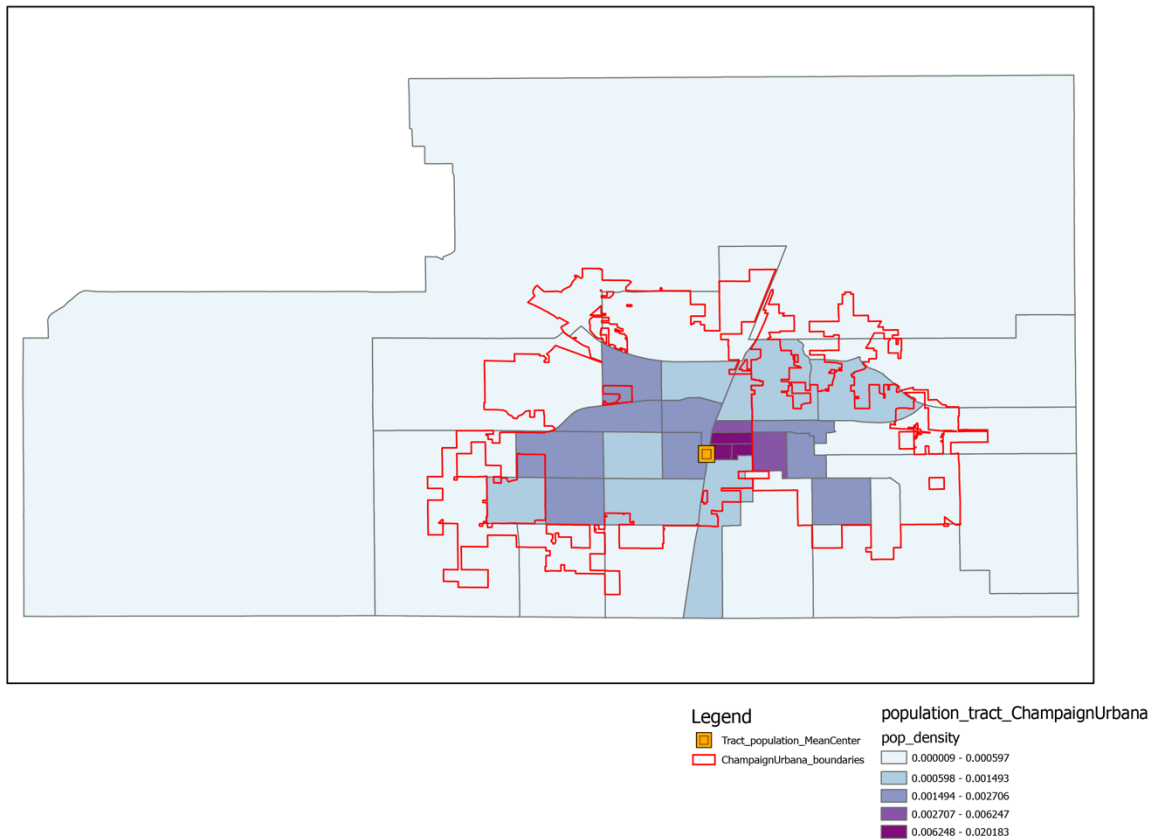 Legend
Tract_population_MeanCenter
ChampaignUrbana_boundaries
population_tract_ChampaignUrbana
pop_density
0.000009 - 0.000597
0.000598 - 0.001493
0.001494 - 0.002706
0.002707 - 0.006247
0.006248 - 0.020183